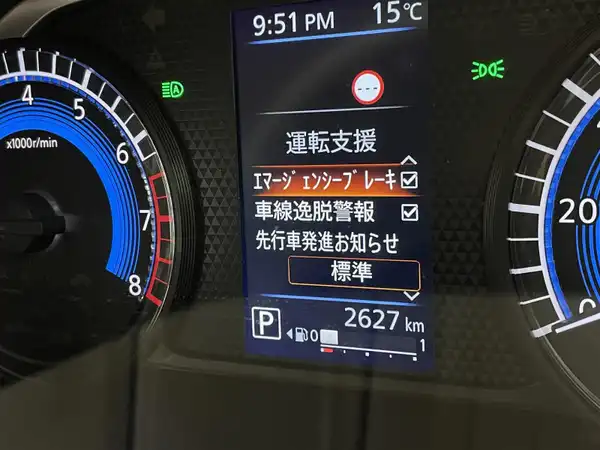 9:51 PM 15℃
A
---
運転支援
ｴﾏｰｼﾞｪﾝｼｰﾌﾞﾚｰｷ
車線逸脱警報
先行車発進お知らせ
標準
P 2627 km
0 1
4
5
x1000r/min
6
7
8
20
0